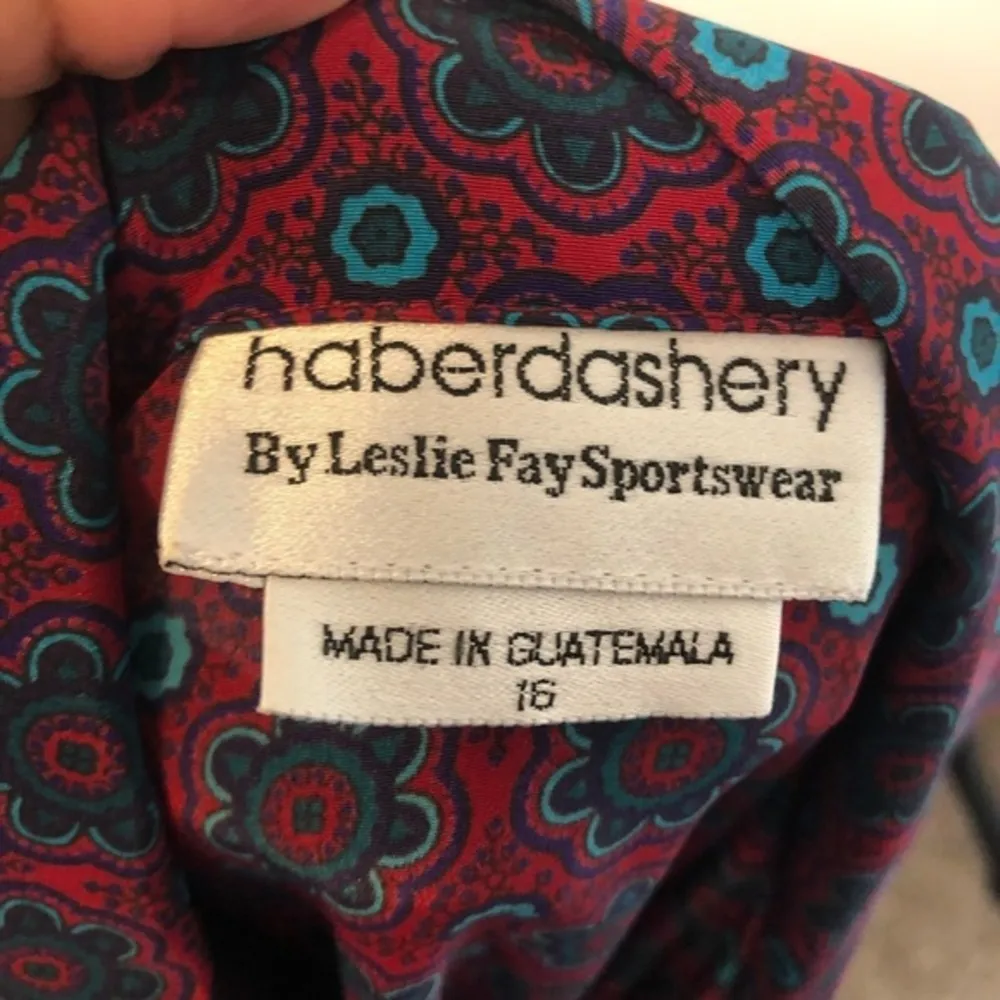 haberdashery
By Leslie Fay Sportswear
MADE IN GUATEMALA
16